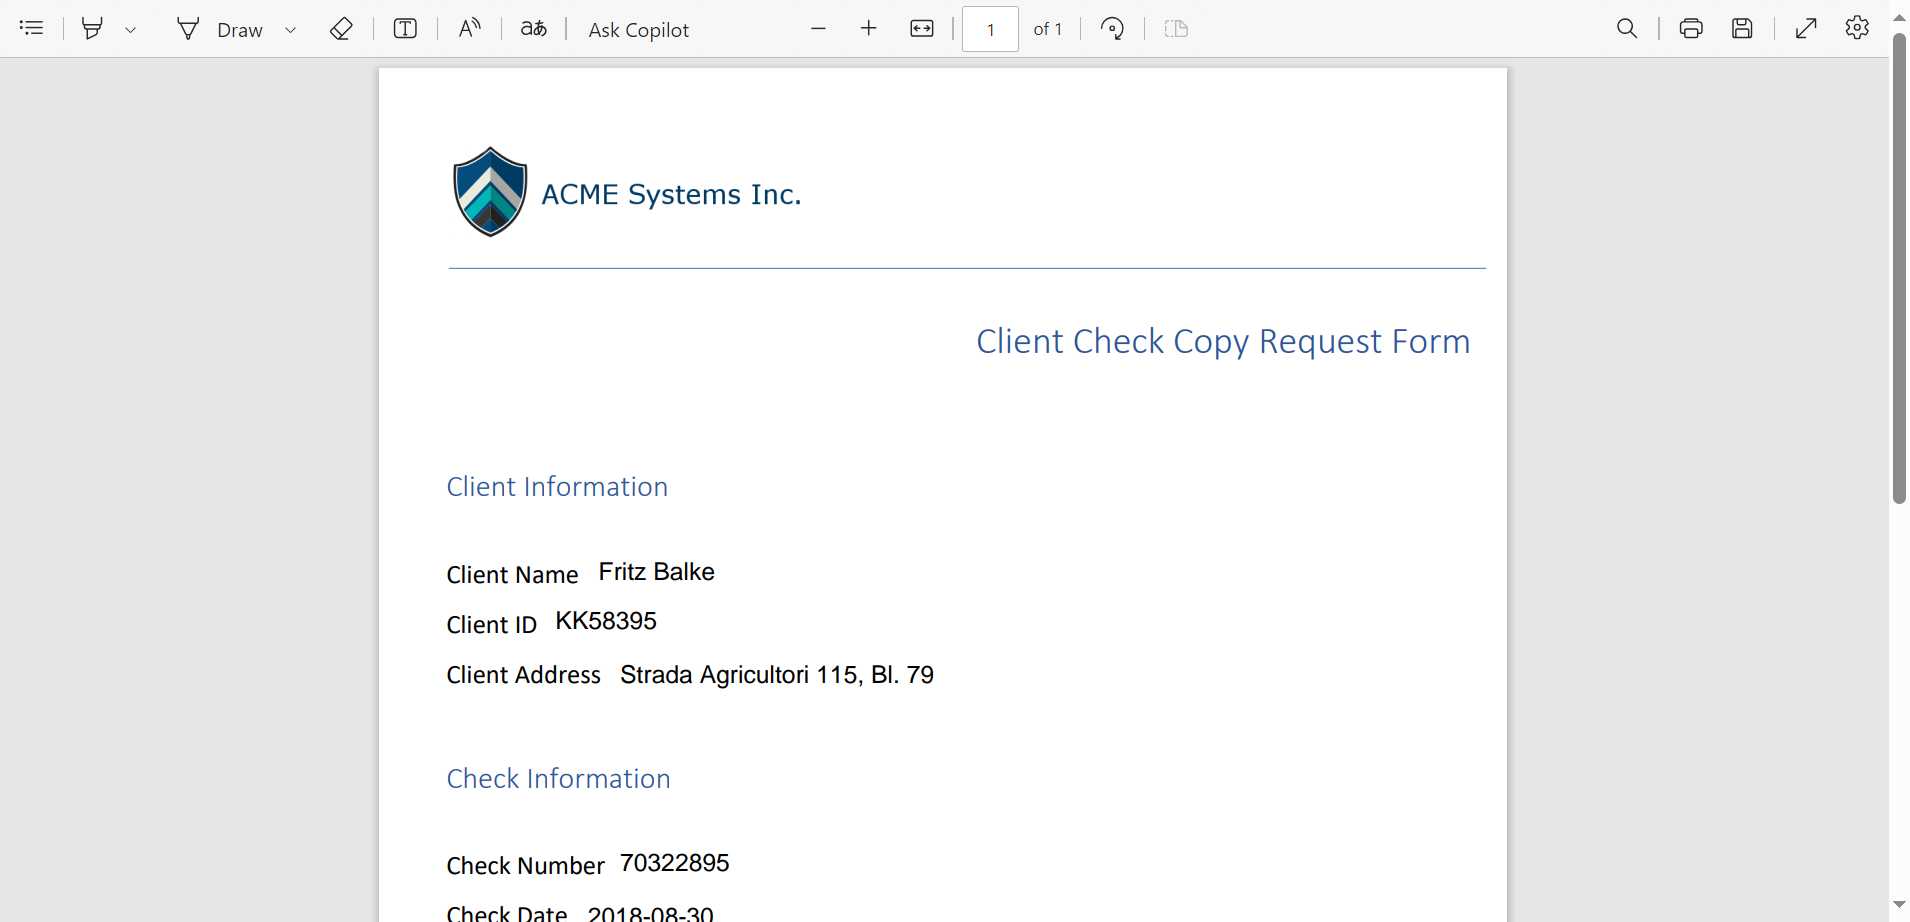 Draw
aあ
Ask Copilot
1
of 1
ACME Systems Inc.
Client Check Copy Request Form
Client Information
Client Name Fritz Balke
Client ID KK58395
Client Address Strada Agricultori 115, Bl. 79
Check Information
Check Number 70322895
Check Date 2018-08-30